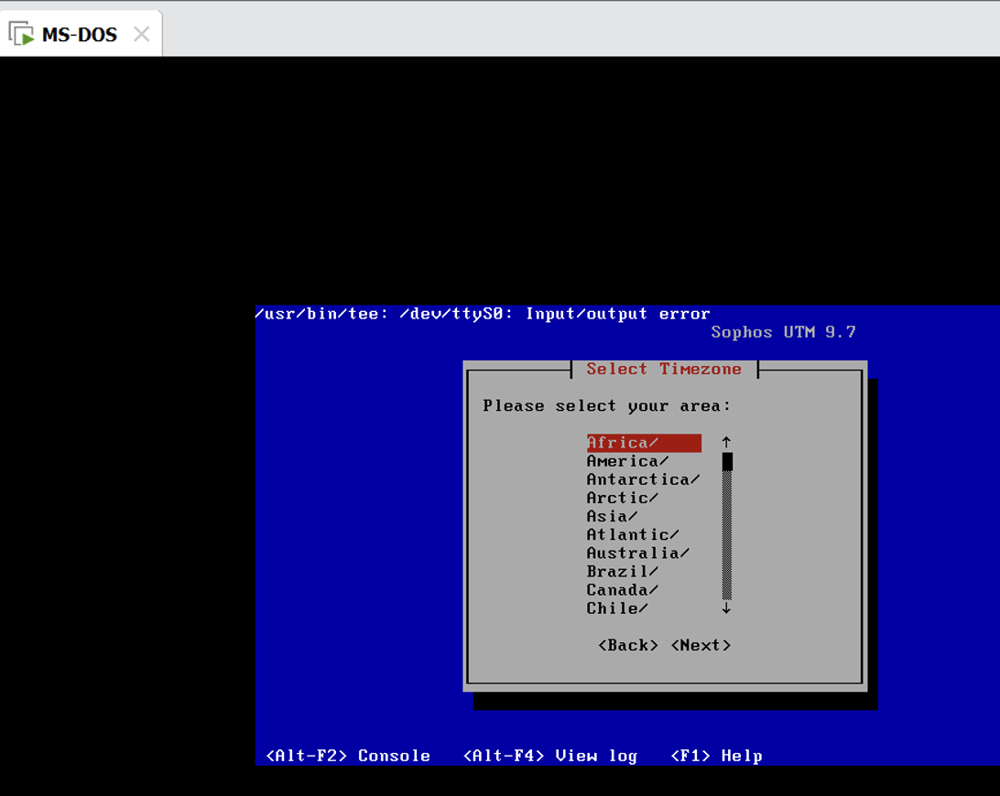 MS-DOS
/usr/bin/tee: /dev/ttyS0: Input/output error
Sophos UTM 9.7
Select Timezone
Please select your area:
Africa/
America/
Antarctica/
Arctic/
Asia/
Atlantic/
Australia/
Brazil/
Canada/
Chile/
<Back> <Next>
<Alt-F2> Console <Alt-F4> View log <F1> Help